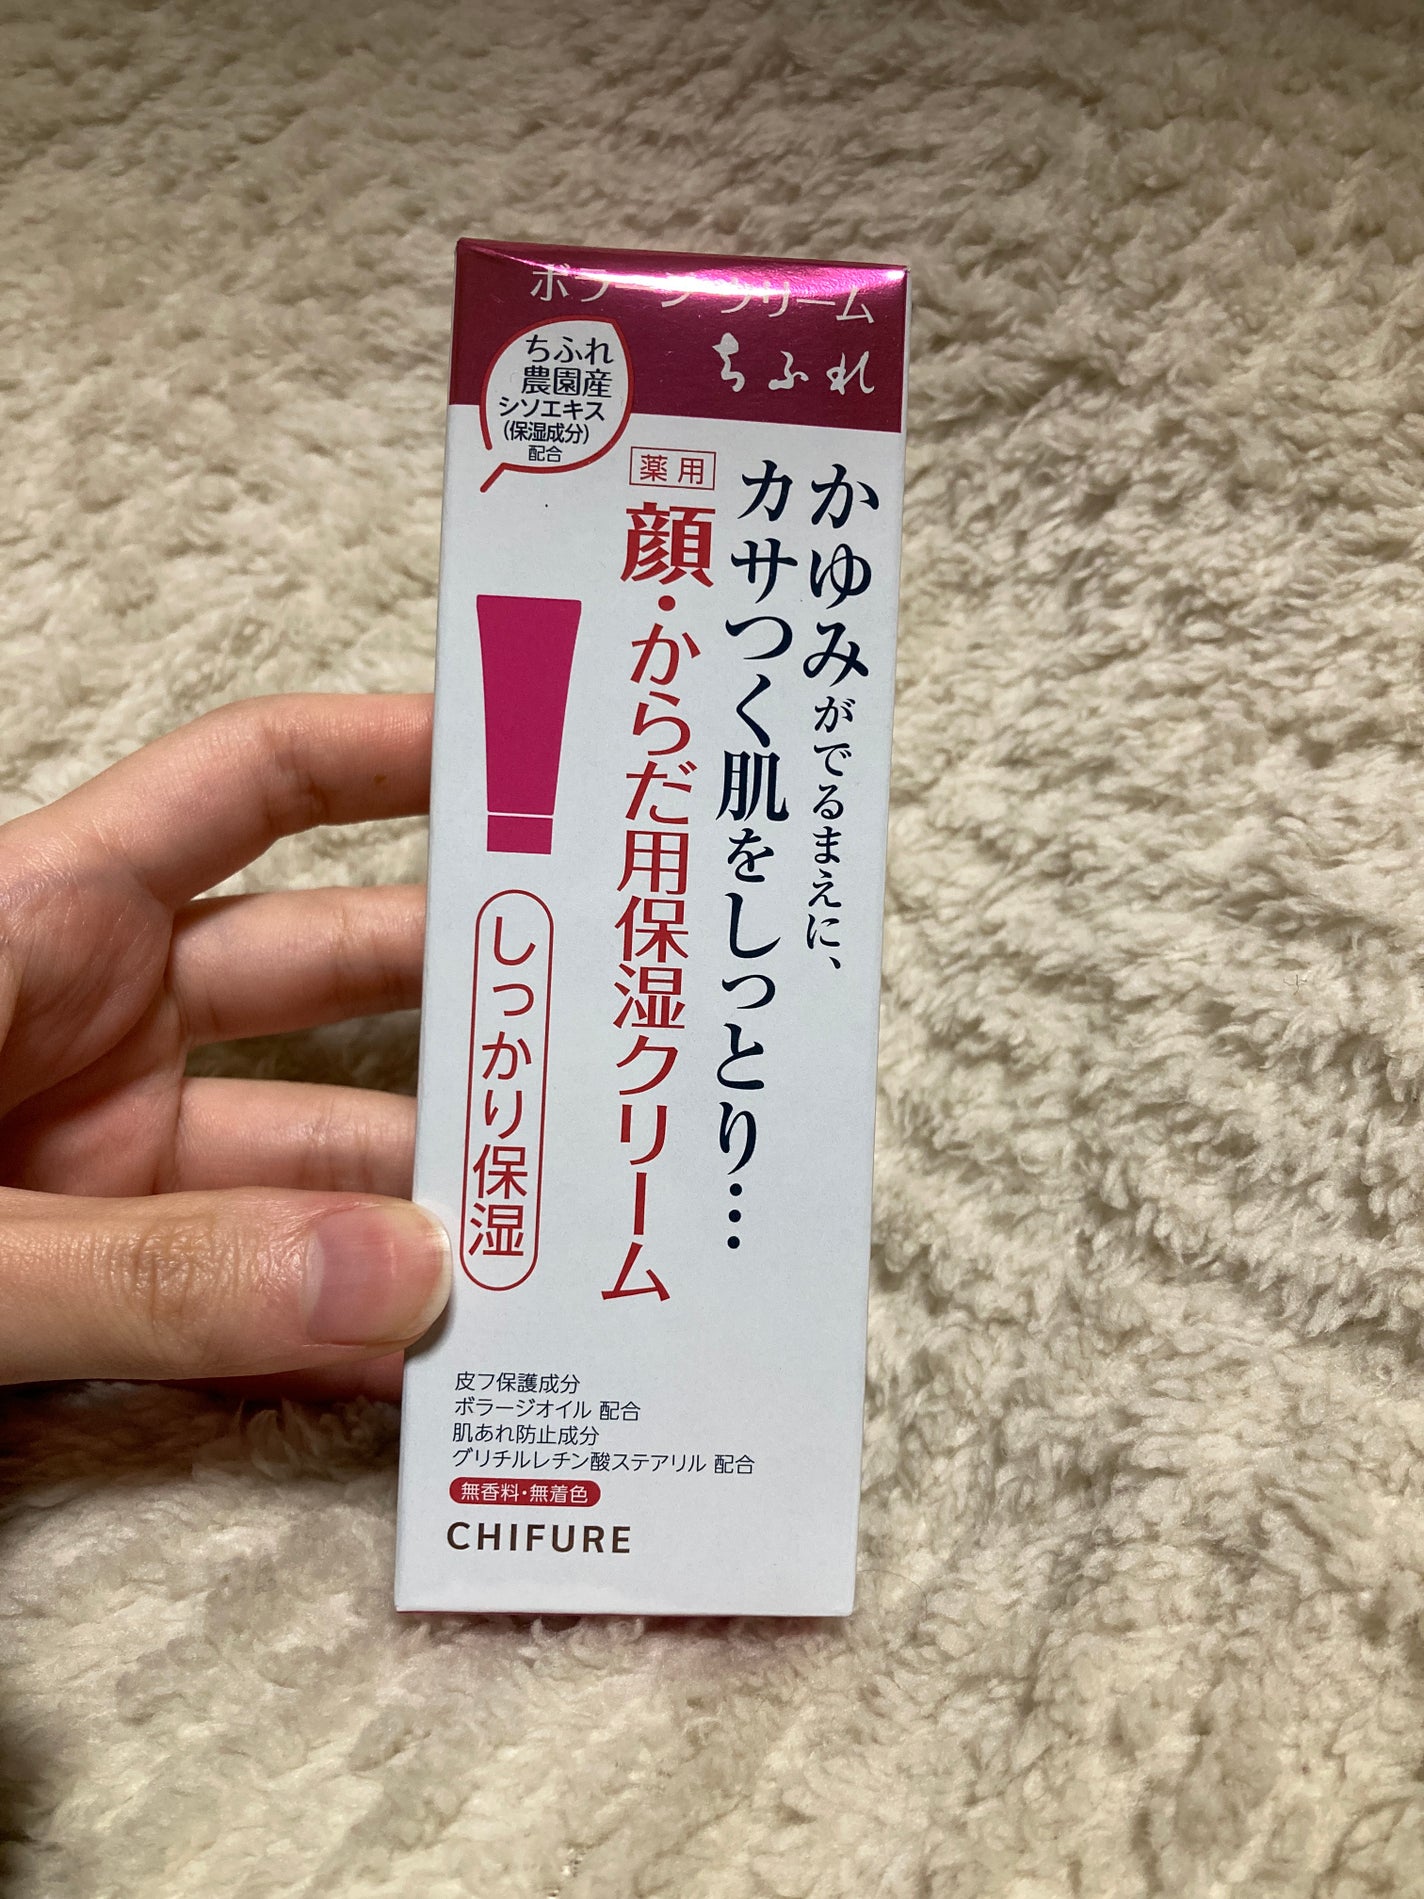 ボラージ クリーム
ちふれ
ちふれ
農園産
シソエキス
(保湿成分)
配合
かゆみがでるまえに、
カサつく肌をしっとり…
薬用
顔・からだ用保湿クリーム
しっかり保湿
皮フ保護成分
ボラージオイル 配合
肌あれ防止成分
グリチルレチン酸ステアリル 配合
無香料・無着色
CHIFURE